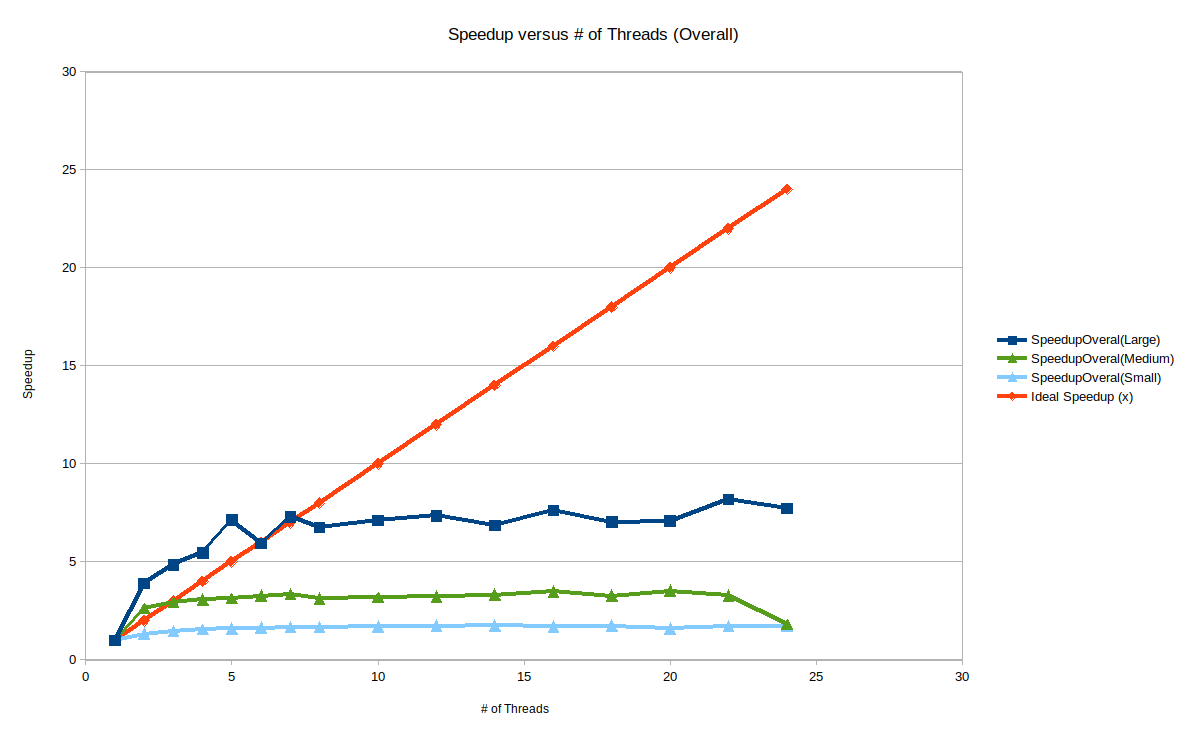 Speedup versus # of Threads (Overall)
30
25
20
15
10
5
0
Speedup
0 5 10 15 20 25 30
# of Threads
SpeedupOveral(Large)
SpeedupOveral(Medium)
SpeedupOveral(Small)
Ideal Speedup (x)